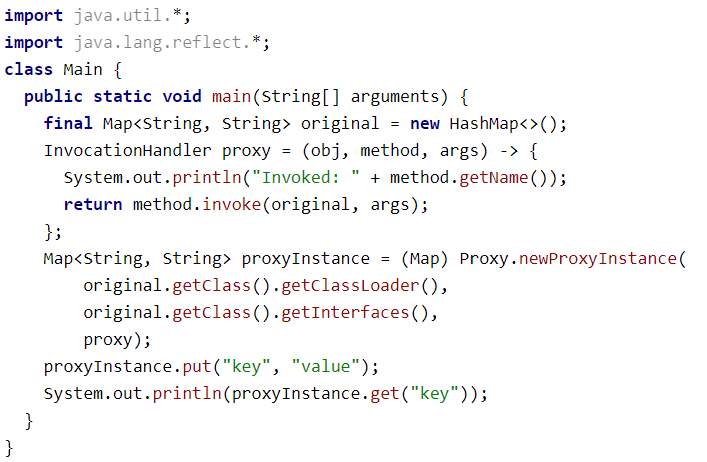 import java.util.*;
import java.lang.reflect.*;
class Main {
  public static void main(String[] arguments) {
    final Map<String, String> original = new HashMap<>();
    InvocationHandler proxy = (obj, method, args) -> {
      System.out.println("Invoked: " + method.getName());
      return method.invoke(original, args);
    };
    Map<String, String> proxyInstance = (Map) Proxy.newProxyInstance(
        original.getClass().getClassLoader(),
        original.getClass().getInterfaces(),
        proxy);
    proxyInstance.put("key", "value");
    System.out.println(proxyInstance.get("key"));
  }
}